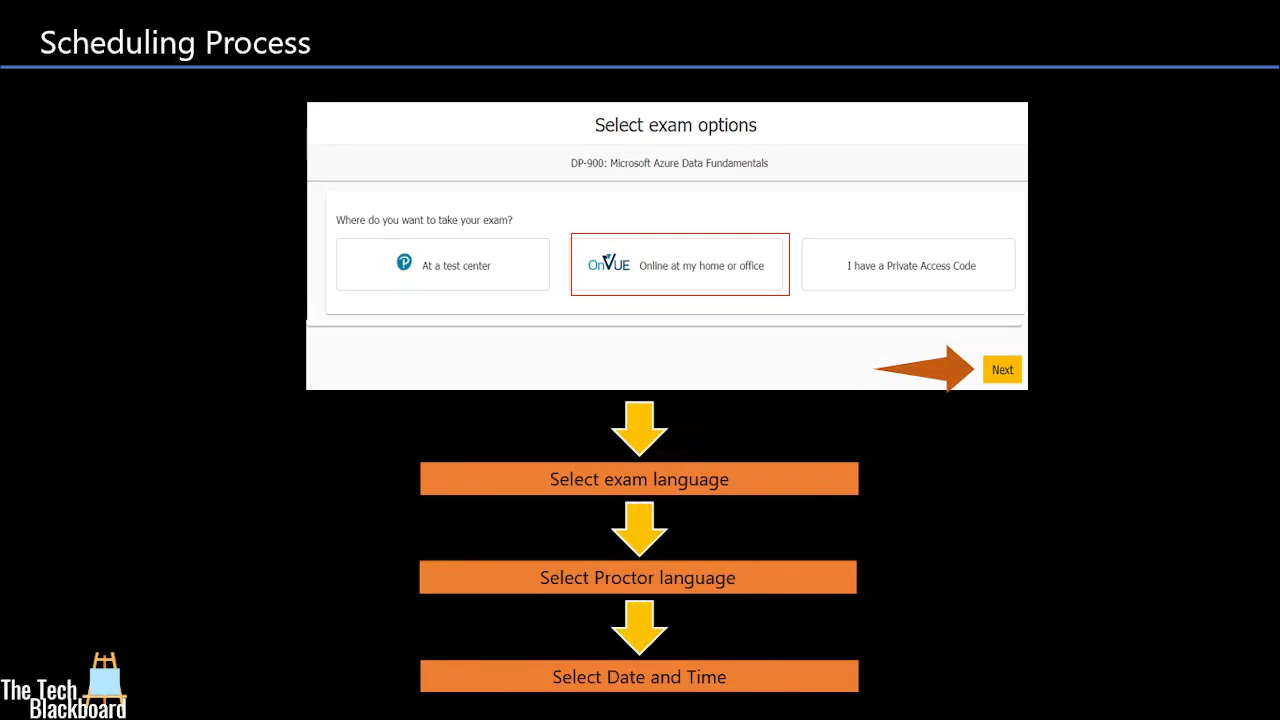 Scheduling Process
Select exam options
DP-900: Microsoft Azure Data Fundamentals
Where do you want to take your exam?
At a test center
OnVUE Online at my home or office
I have a Private Access Code
Next
Select exam language
Select Proctor language
Select Date and Time
The Tech
Blackboard